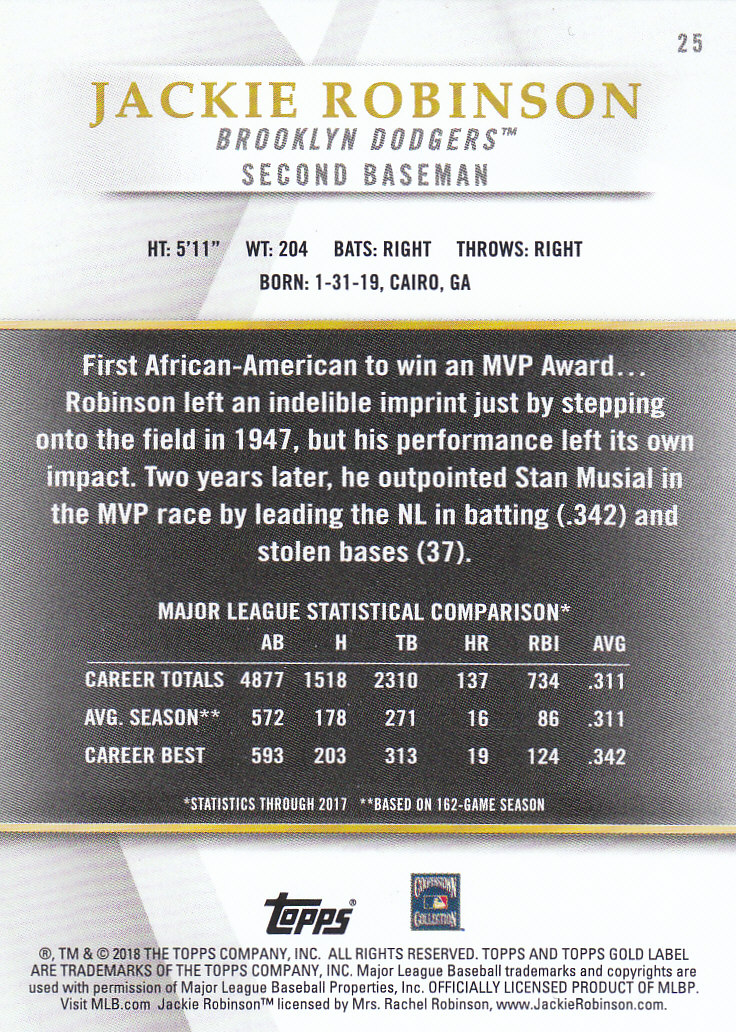 25
JACKIE ROBINSON
BROOKLYN DODGERS™
SECOND BASEMAN
HT: 5'11” WT: 204 BATS: RIGHT THROWS: RIGHT
BORN: 1-31-19, CAIRO, GA
First African-American to win an MVP Award...
Robinson left an indelible imprint just by stepping
onto the field in 1947, but his performance left its own
impact. Two years later, he outpointed Stan Musial in
the MVP race by leading the NL in batting (.342) and
stolen bases (37).
MAJOR LEAGUE STATISTICAL COMPARISON*
AB H TB HR RBI AVG
CAREER TOTALS 4877 1518 2310 137 734 .311
AVG. SEASON** 572 178 271 16 86 .311
CAREER BEST 593 203 313 19 124 .342
*STATISTICS THROUGH 2017 **BASED ON 162-GAME SEASON
Topps®
COOPERSTOWN
COLLECTION
®, TM & © 2018 THE TOPPS COMPANY, INC. ALL RIGHTS RESERVED. TOPPS AND TOPPS GOLD LABEL
ARE TRADEMARKS OF THE TOPPS COMPANY, INC. Major League Baseball trademarks and copyrights are
used with permission of Major League Baseball Properties, Inc. OFFICIALLY LICENSED PRODUCT OF MLBP.
Visit MLB.com Jackie Robinson™ licensed by Mrs. Rachel Robinson, www.JackieRobinson.com.